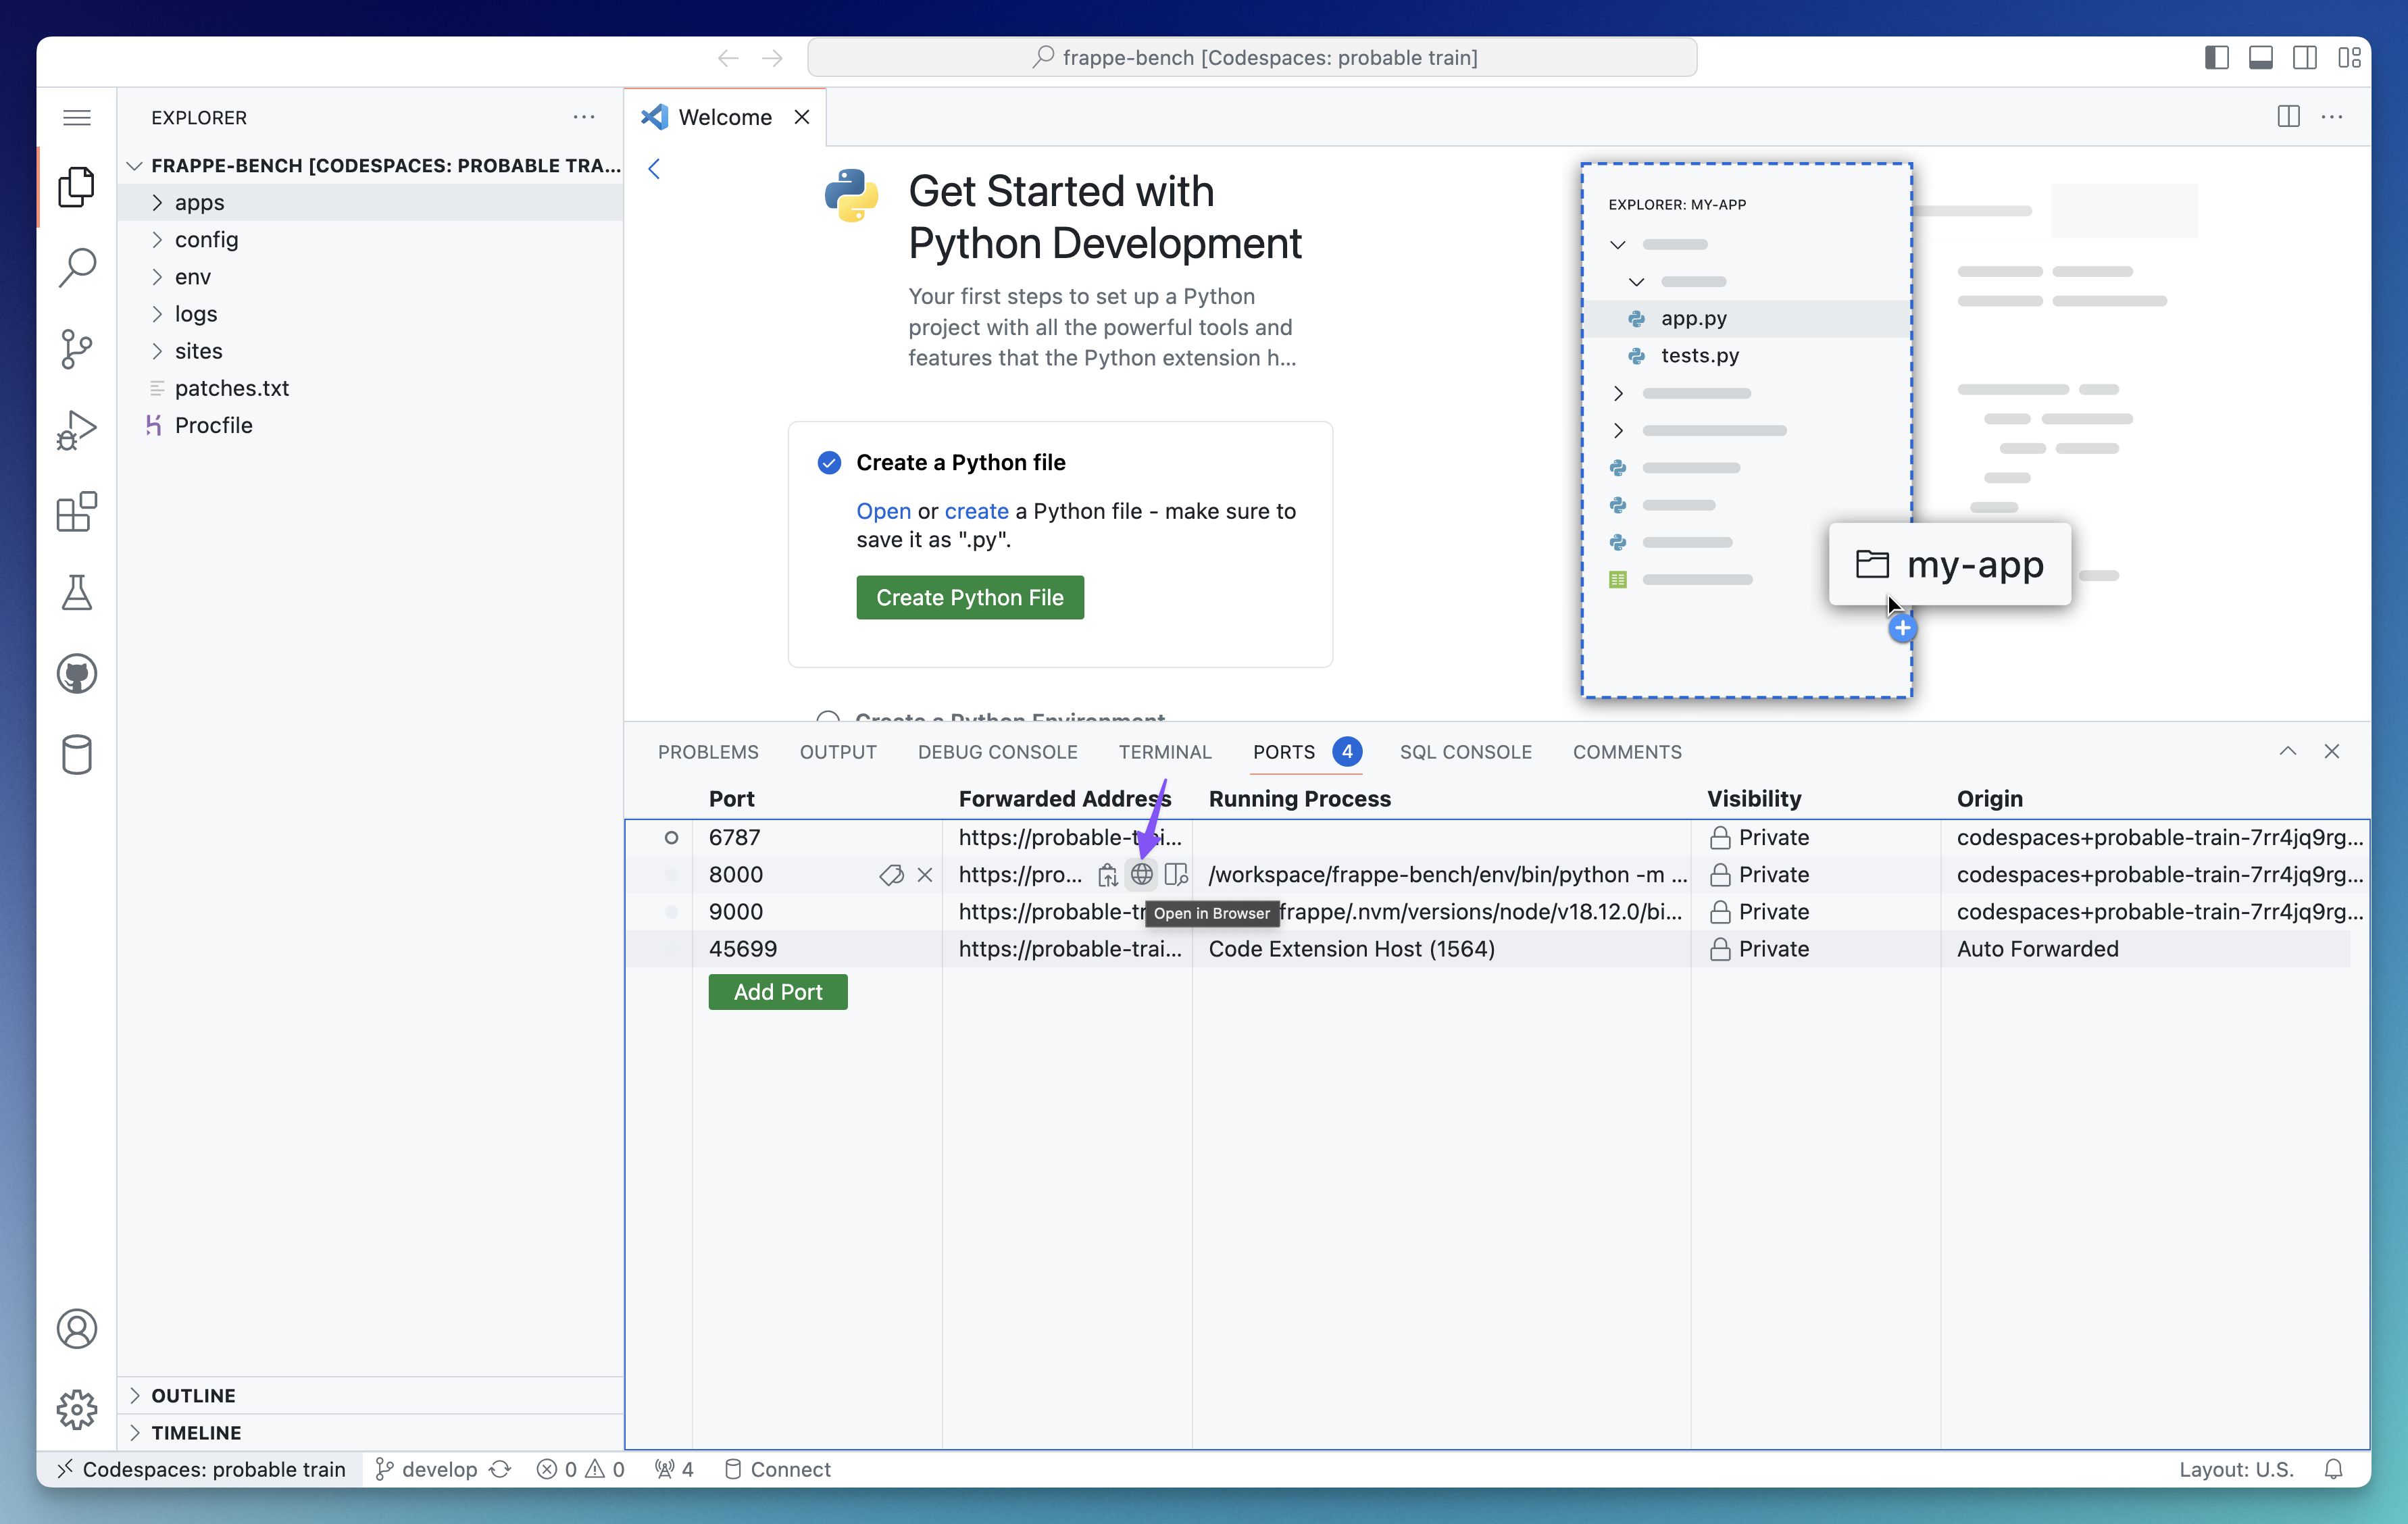 frappe-bench [Codespaces: probable train]
EXPLORER
FRAPPE-BENCH [CODESPACES: PROBABLE TRA...
apps
config
env
logs
sites
patches.txt
Procfile
OUTLINE
TIMELINE
Welcome
Get Started with
Python Development
Your first steps to set up a Python
project with all the powerful tools and
features that the Python extension h...
Create a Python file
Open or create a Python file - make sure to
save it as ".py".
Create Python File
Create a Python Environment
EXPLORER: MY-APP
app.py
tests.py
my-app
PROBLEMS OUTPUT DEBUG CONSOLE TERMINAL PORTS 4 SQL CONSOLE COMMENTS
Port Forwarded Address Running Process Visibility Origin
6787 https://probable-trai... Private codespaces+probable-train-7rr4jq9rg...
8000 https://pro... /workspace/frappe-bench/env/bin/python -m ... Private codespaces+probable-train-7rr4jq9rg...
9000 https://probable-tr frappe/.nvm/versions/node/v18.12.0/bi... Private codespaces+probable-train-7rr4jq9rg...
Open in Browser
45699 https://probable-trai... Code Extension Host (1564) Private Auto Forwarded
Add Port
Codespaces: probable train develop 0 0 4 Connect Layout: U.S.